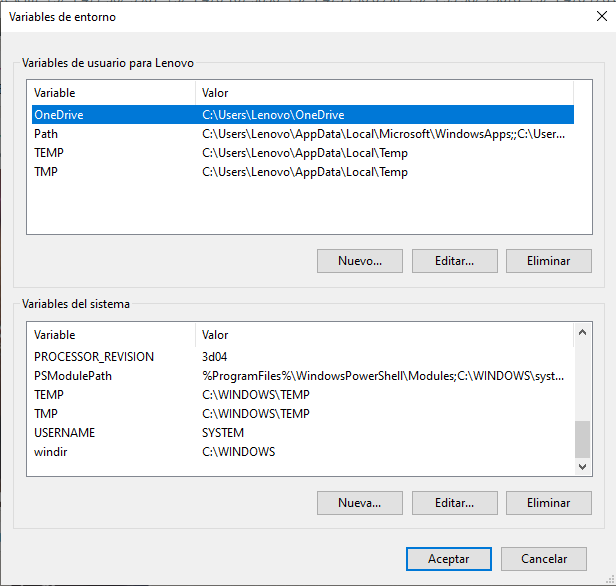 Variables de entorno
Variables de usuario para Lenovo
Variable Valor
OneDrive C:\Users\Lenovo\OneDrive
Path C:\Users\Lenovo\AppData\Local\Microsoft\WindowsApps;;C:\User...
TEMP C:\Users\Lenovo\AppData\Local\Temp
TMP C:\Users\Lenovo\AppData\Local\Temp
Nuevo... Editar... Eliminar
Variables del sistema
Variable Valor
PROCESSOR_REVISION 3d04
PSModulePath %ProgramFiles%\WindowsPowerShell\Modules;C:\WINDOWS\syst...
TEMP C:\WINDOWS\TEMP
TMP C:\WINDOWS\TEMP
USERNAME SYSTEM
windir C:\WINDOWS
Nueva... Editar... Eliminar
Aceptar Cancelar